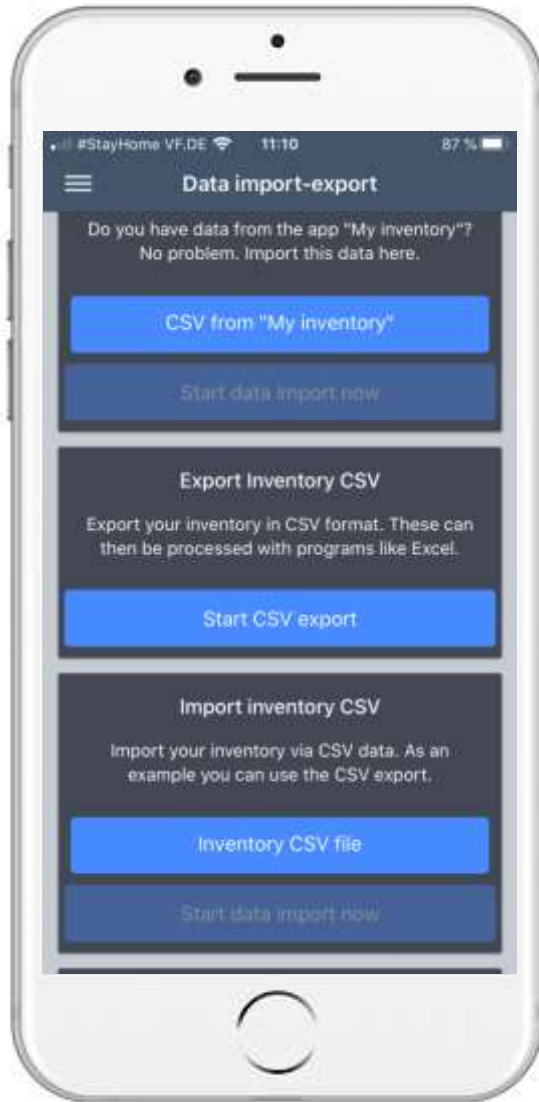 #StayHome VF.DE 11:10 87 %
Data import-export
Do you have data from the app "My inventory"?
No problem. Import this data here.
CSV from "My inventory"
Start data import now
Export Inventory CSV
Export your inventory in CSV format. These can
then be processed with programs like Excel.
Start CSV export
Import inventory CSV
Import your inventory via CSV data. As an
example you can use the CSV export.
Inventory CSV file
Start data import now